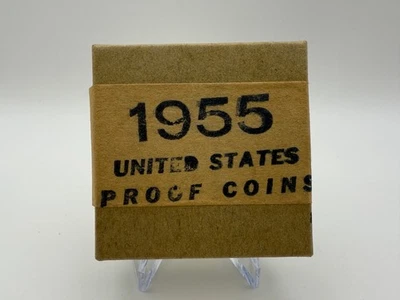 1955
UNITED STATES
PROOF COINS